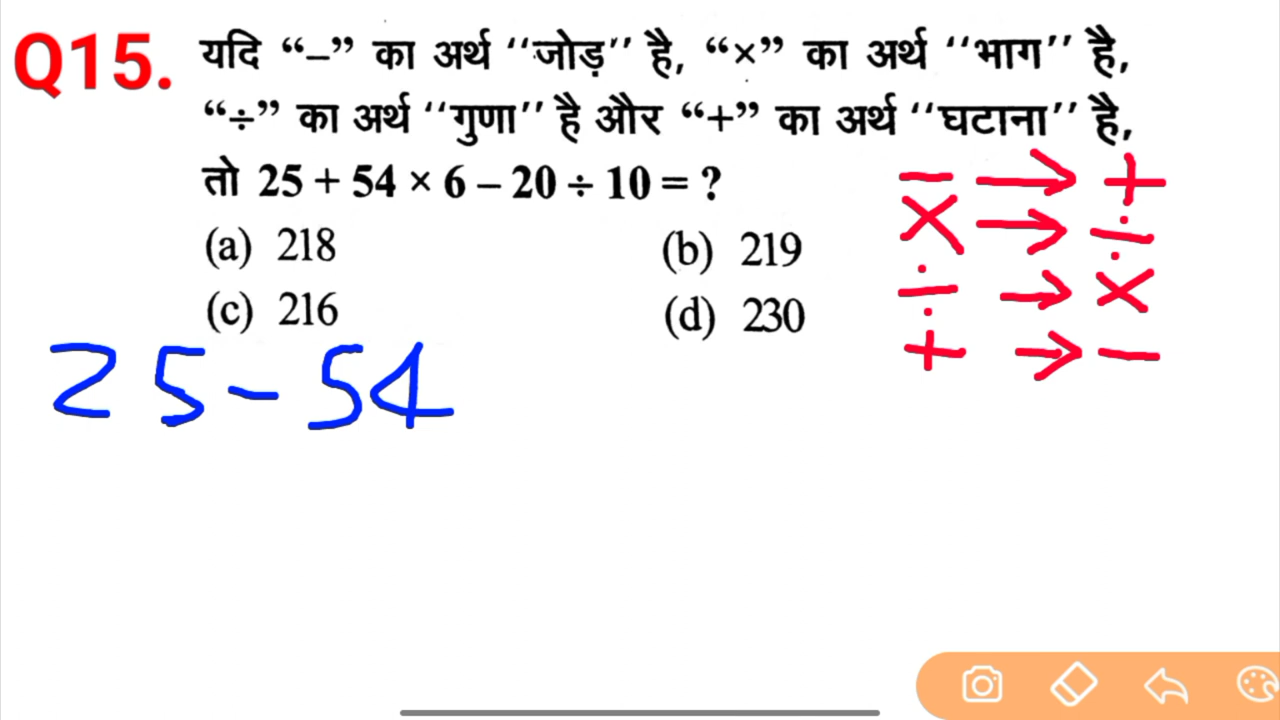 Q15. यदि “–” का अर्थ ‘‘जोड़’’ है, “×” का अर्थ ‘‘भाग’’ है,
“÷” का अर्थ ‘‘गुणा’’ है और “+” का अर्थ ‘‘घटाना’’ है,
तो 25 + 54 × 6 – 20 ÷ 10 = ?
(a) 218 (b) 219
(c) 216 (d) 230
– → +
× → ÷
÷ → ×
+ → –
25 – 54